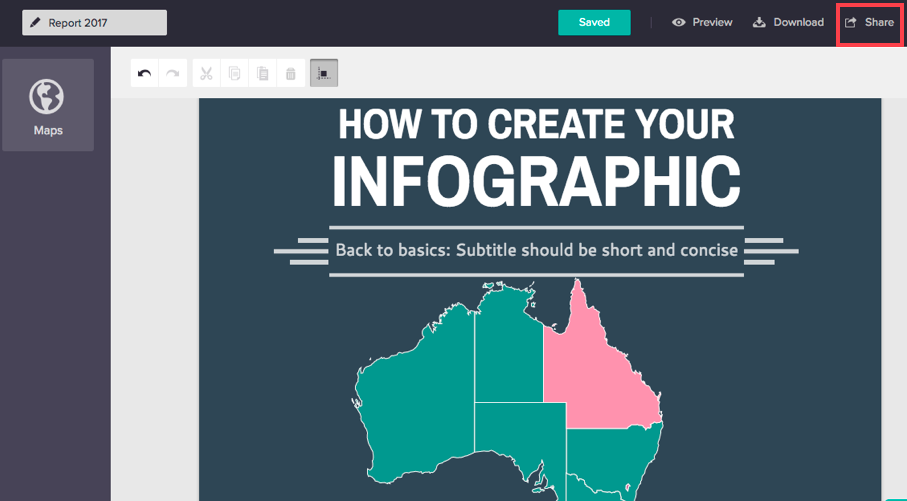 Report 2017
Saved
Preview
Download
Share
Maps
HOW TO CREATE YOUR
INFOGRAPHIC
Back to basics: Subtitle should be short and concise